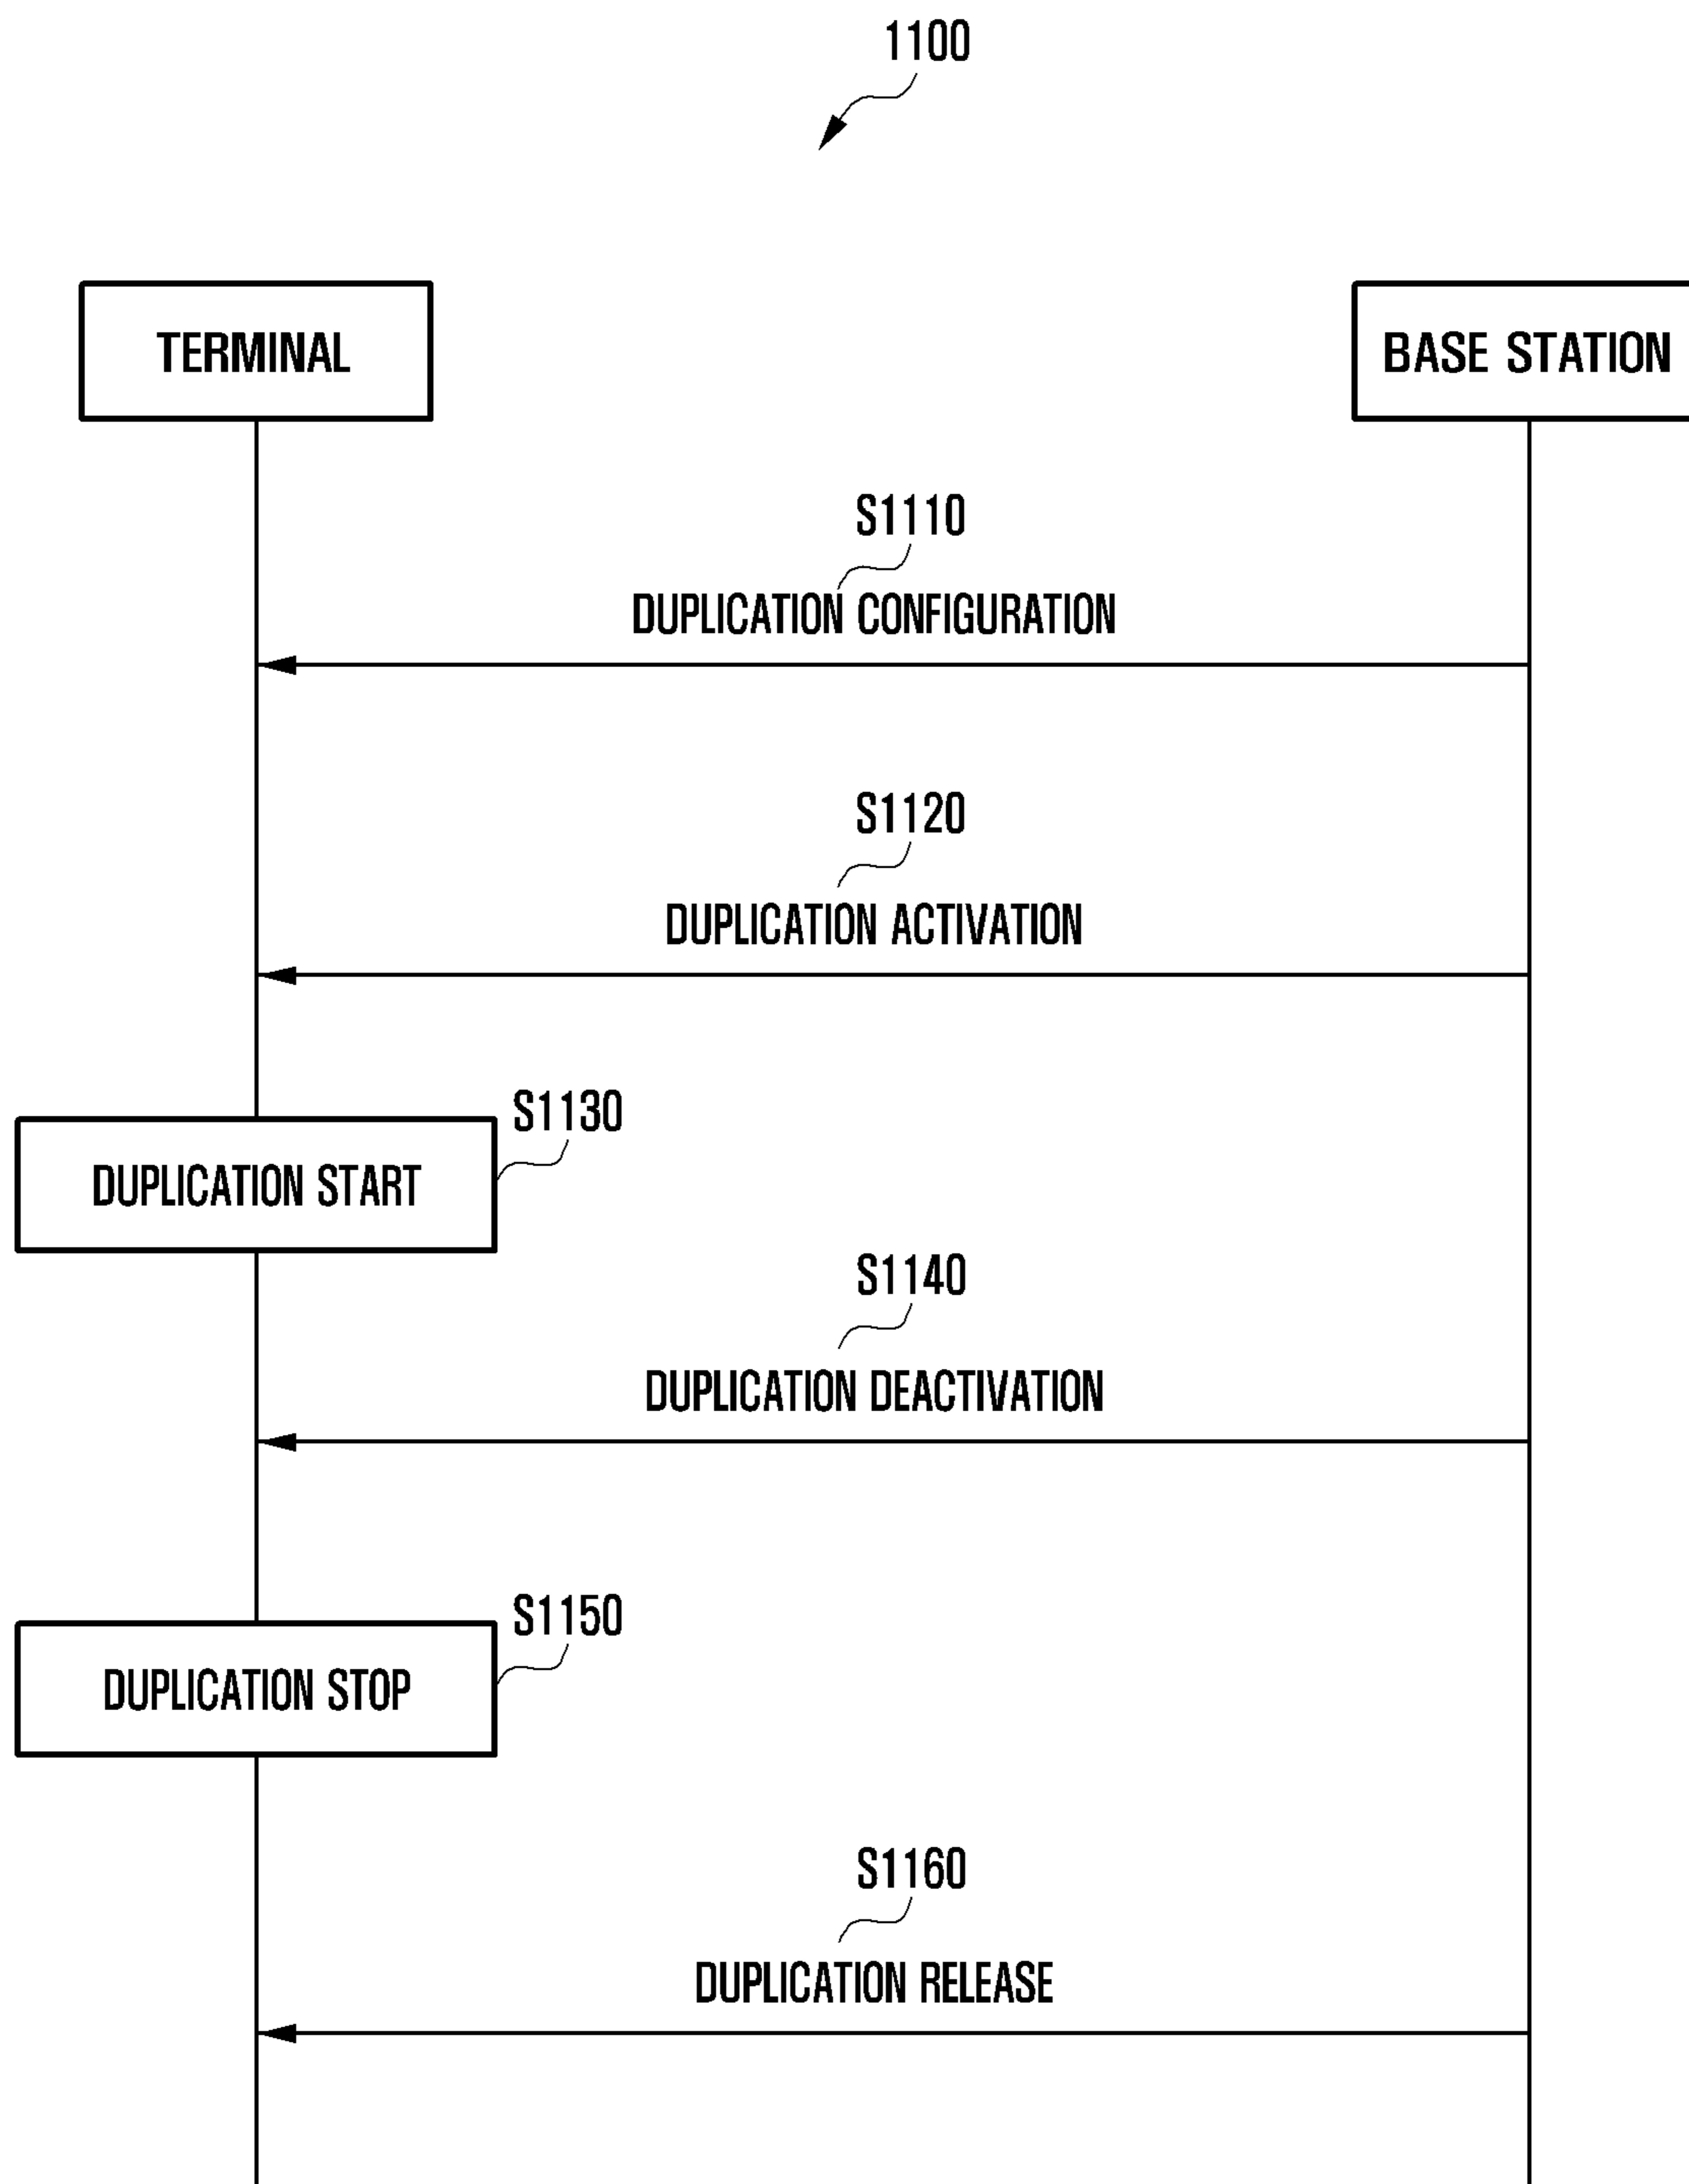 1100
TERMINAL
BASE STATION
S1110
DUPLICATION CONFIGURATION
S1120
DUPLICATION ACTIVATION
S1130
DUPLICATION START
S1140
DUPLICATION DEACTIVATION
S1150
DUPLICATION STOP
S1160
DUPLICATION RELEASE